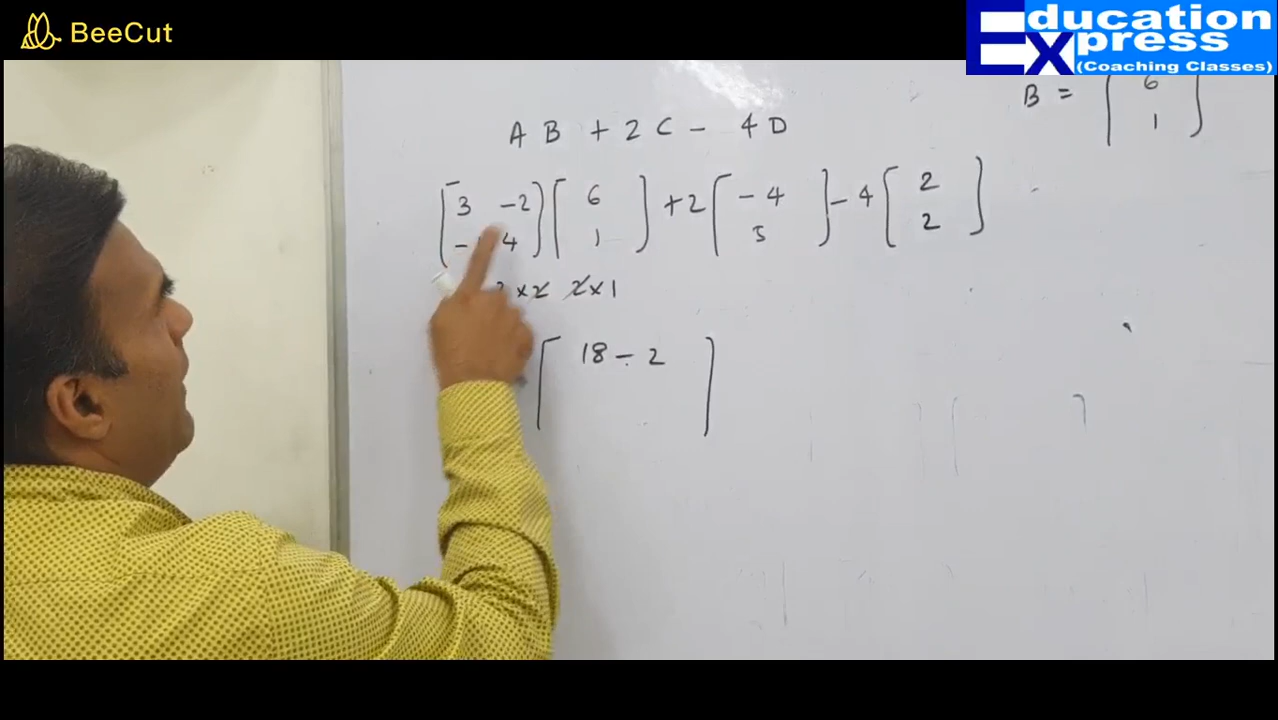 BeeCut
Education
Express
(Coaching Classes)
B = [ 6
1 ]
A B + 2 C - 4 D
[ 3 -2 ] [ 6 ] + 2 [ -4 ] - 4 [ 2 ]
- 4 1 5 2
×2 2×1
[ 18 - 2 ]